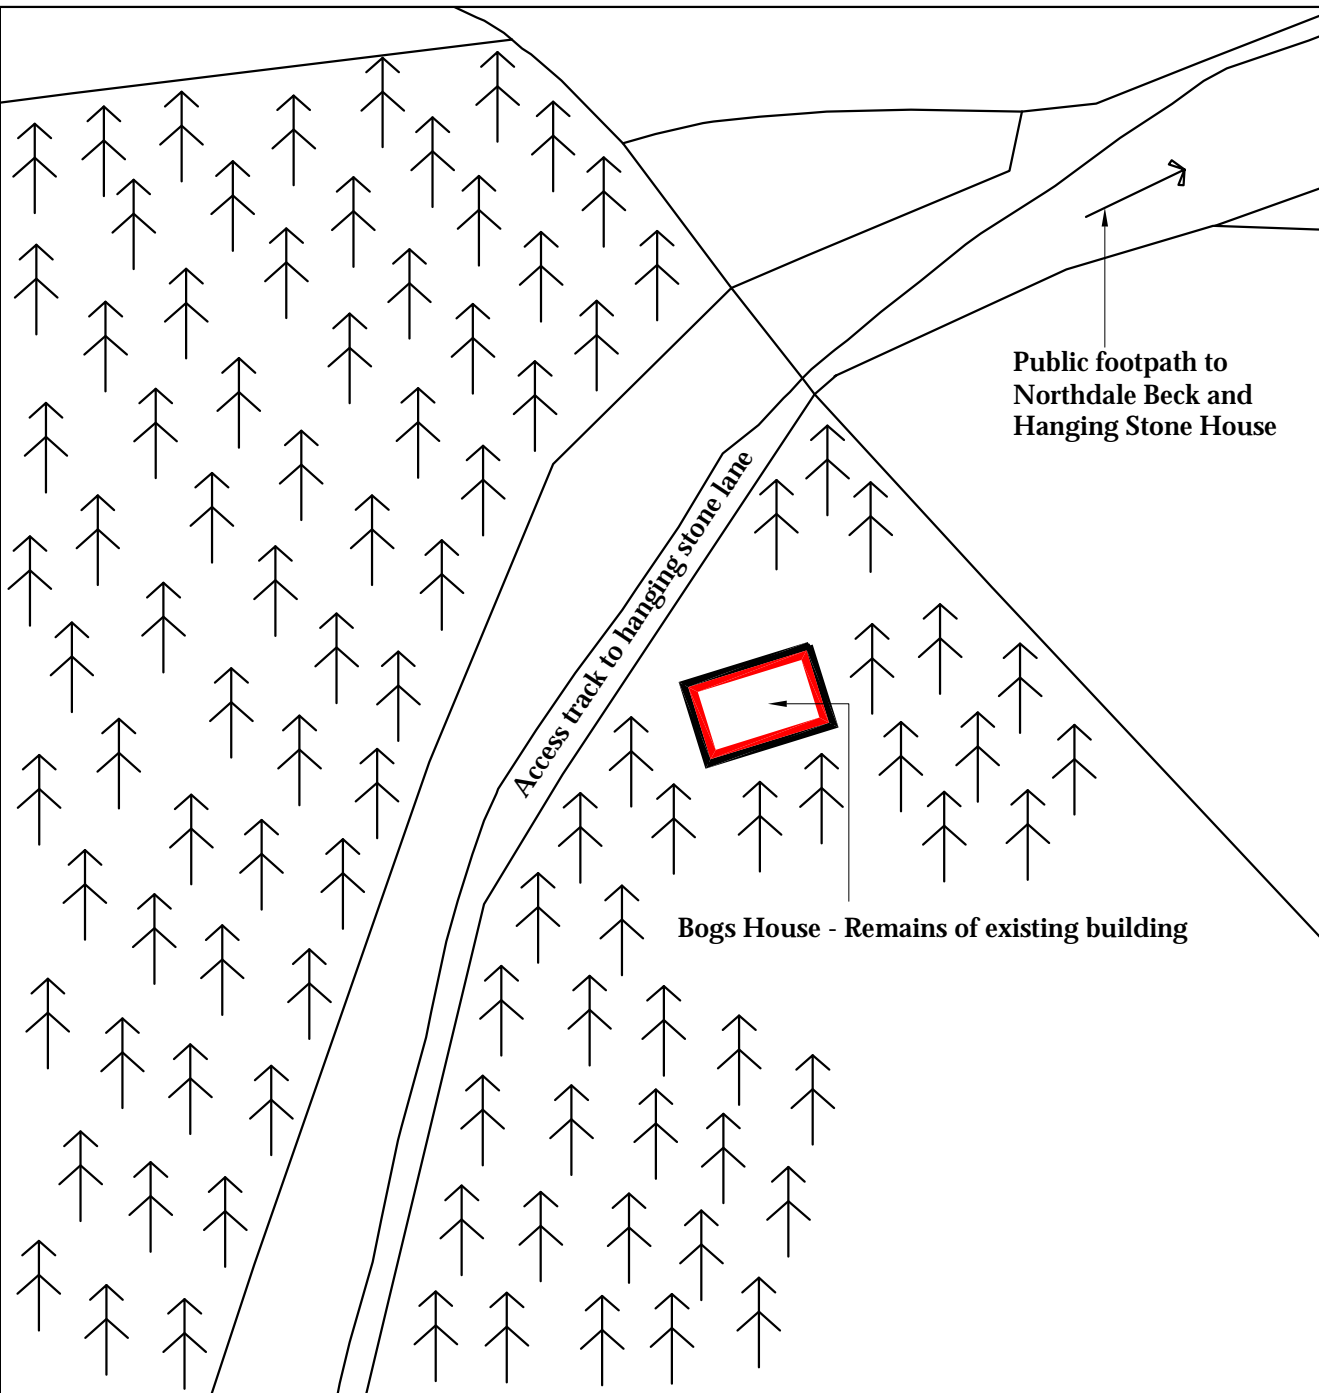 Public footpath to
Northdale Beck and
Hanging Stone House
Access track to hanging stone lane
Bogs House - Remains of existing building